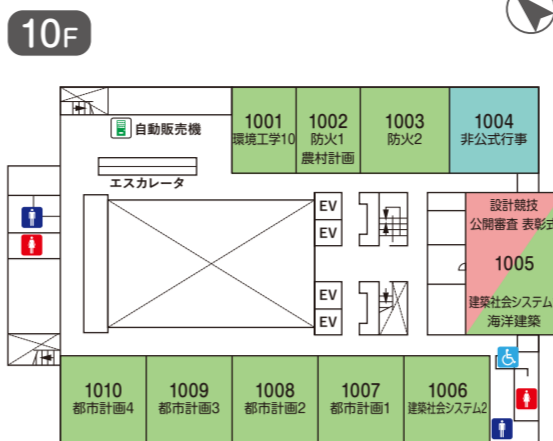 10F
自動販売機
エスカレータ
1001
環境工学10
1002
防火1
農村計画
1003
防火2
1004
非公式行事
EV
EV
EV
EV
設計競技
公開審査 表彰式
1005
建築社会システム
海洋建築
1010
都市計画4
1009
都市計画3
1008
都市計画2
1007
都市計画1
1006
建築社会システム2